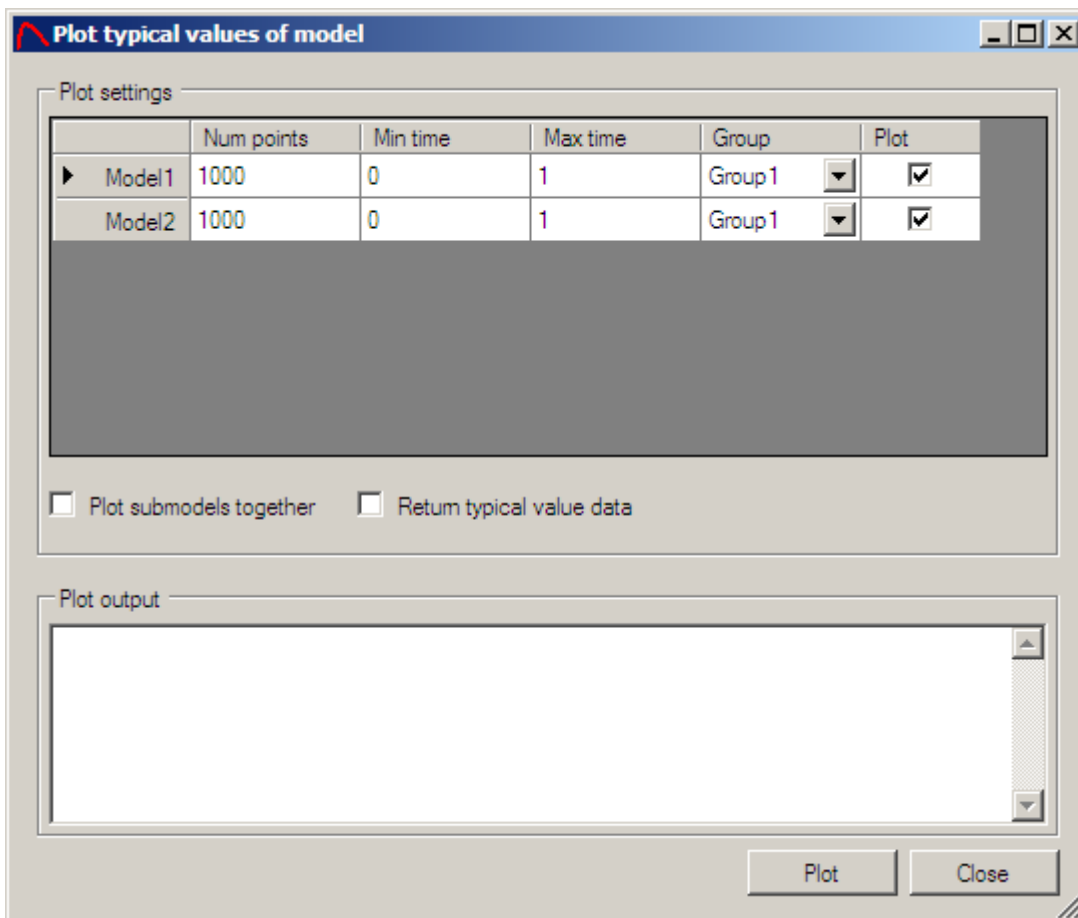 Plot typical values of model
Plot settings
Num points Min time Max time Group Plot
Model1 1000 0 1 Group1
Model2 1000 0 1 Group1
Plot submodels together Return typical value data
Plot output
Plot Close